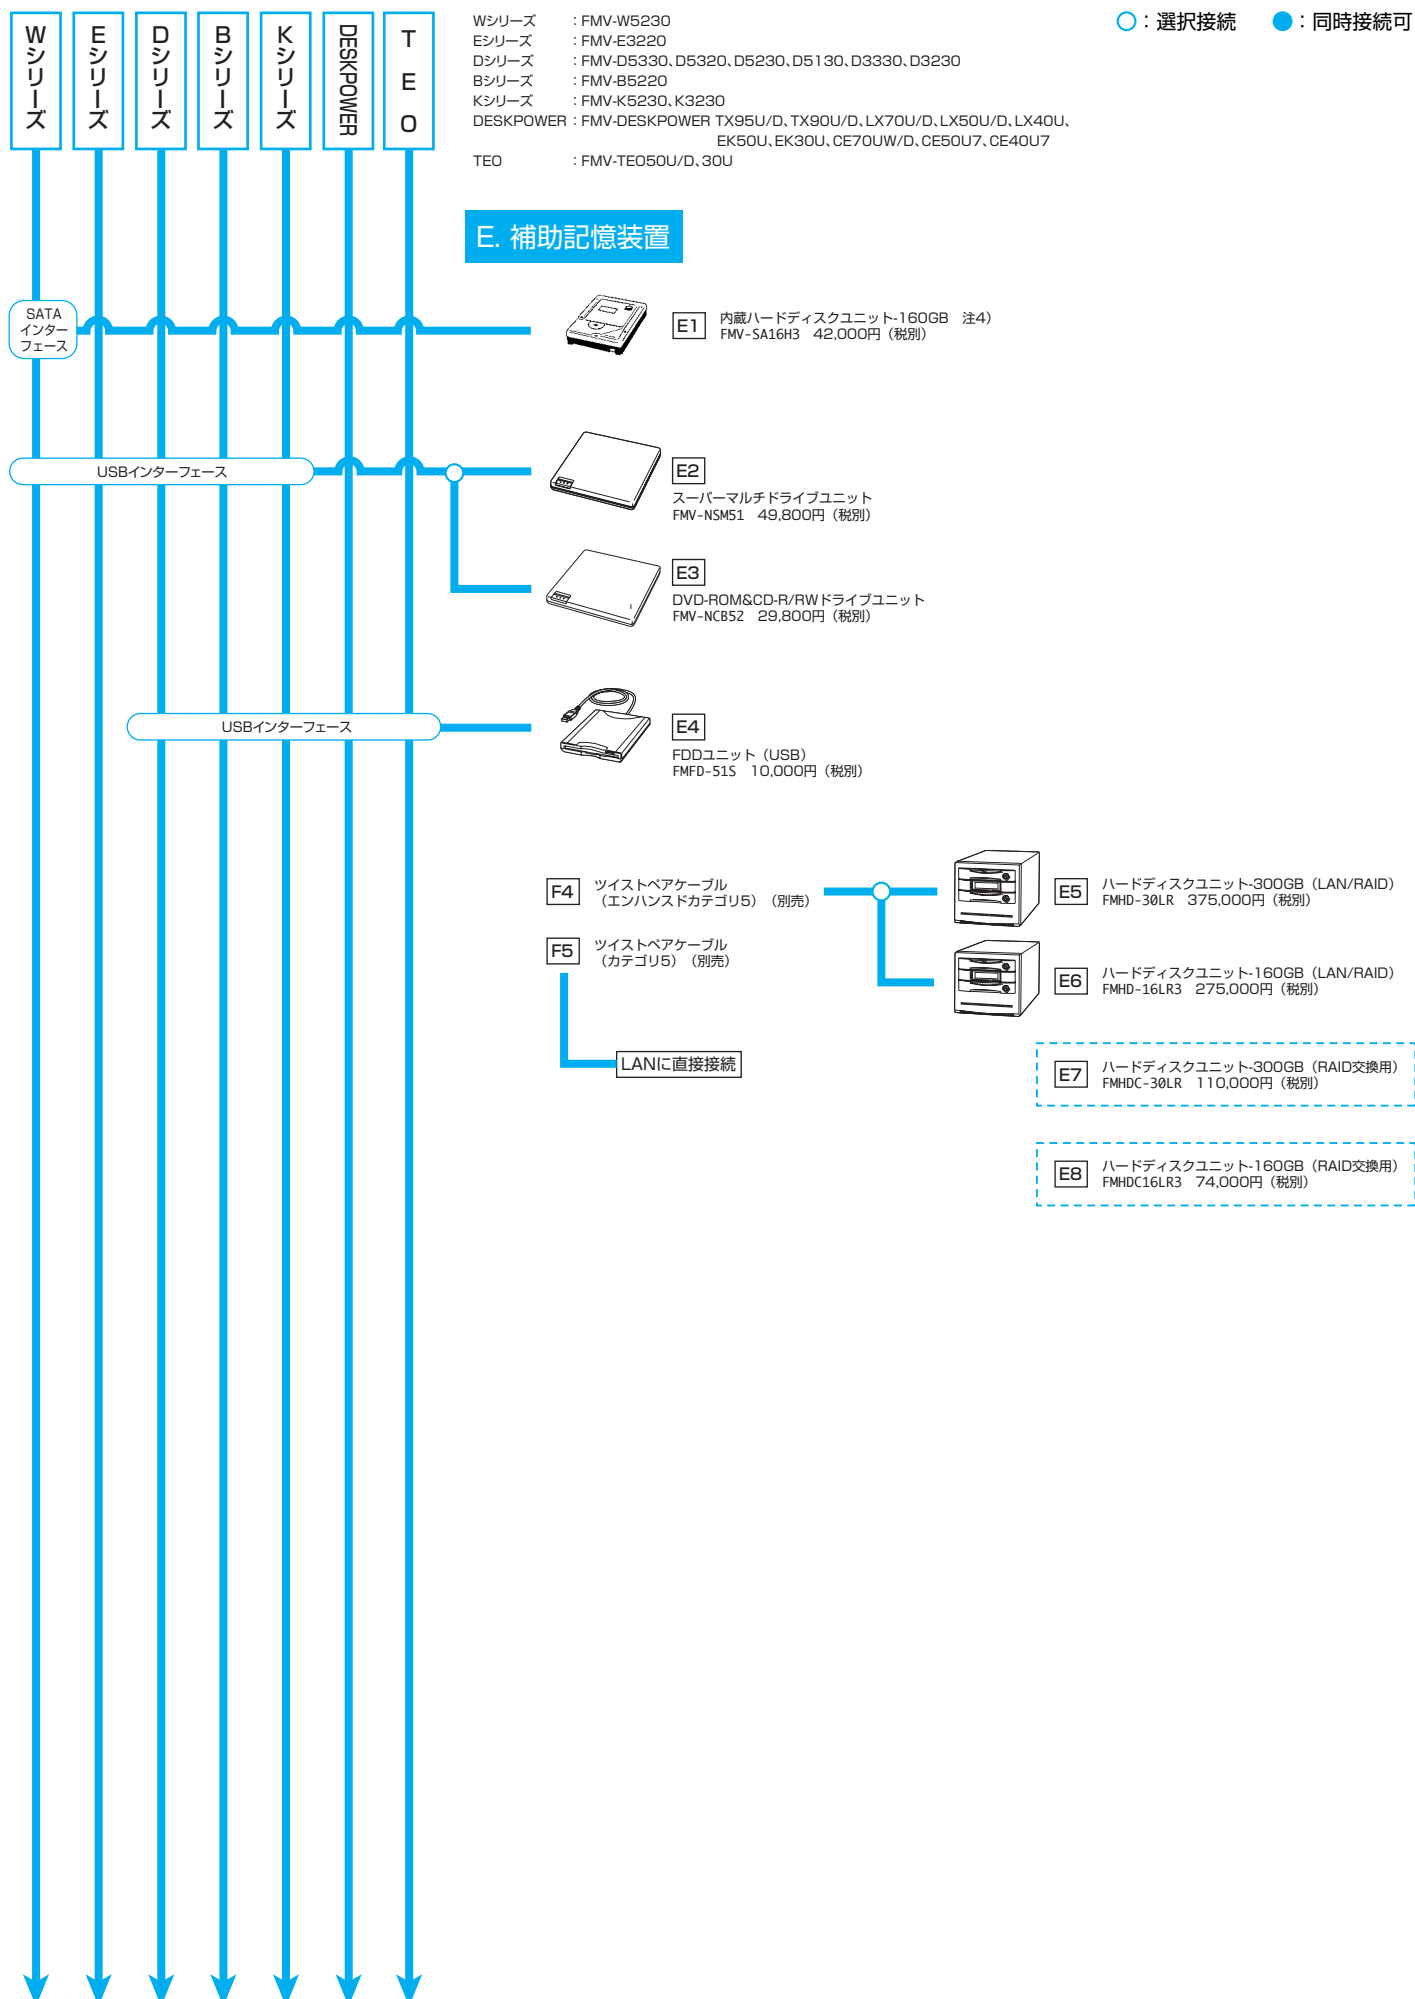 Wシリーズ
Eシリーズ
Dシリーズ
Bシリーズ
Kシリーズ
DESKPOWER
TEO
Wシリーズ：FMV-W5230
Eシリーズ：FMV-E3220
Dシリーズ：FMV-D5330、D5320、D5230、D5130、D3330、D3230
Bシリーズ：FMV-B5220
Kシリーズ：FMV-K5230、K3230
DESKPOWER：FMV-DESKPOWER TX95U/D、TX90U/D、LX70U/D、LX50U/D、LX40U、
EK50U、EK30U、CE70UW/D、CE50U7、CE40U7
TEO：FMV-TEO50U/D、30U
○：選択接続　●：同時接続可
E. 補助記憶装置
SATA
インター
フェース
E1
内蔵ハードディスクユニット-160GB　注4）
FMV-SA16H3　42,000円（税別）
USBインターフェース
E2
スーパーマルチドライブユニット
FMV-NSM51　49,800円（税別）
E3
DVD-ROM&CD-R/RWドライブユニット
FMV-NCB52　29,800円（税別）
USBインターフェース
E4
FDDユニット（USB）
FMFD-51S　10,000円（税別）
F4
ツイストペアケーブル
（エンハンスドカテゴリ5）（別売）
E5
ハードディスクユニット-300GB（LAN/RAID）
FMHD-30LR　375,000円（税別）
F5
ツイストペアケーブル
（カテゴリ5）（別売）
E6
ハードディスクユニット-160GB（LAN/RAID）
FMHD-16LR3　275,000円（税別）
LANに直接接続
E7
ハードディスクユニット-300GB（RAID交換用）
FMHDC-30LR　110,000円（税別）
E8
ハードディスクユニット-160GB（RAID交換用）
FMHDC16LR3　74,000円（税別）